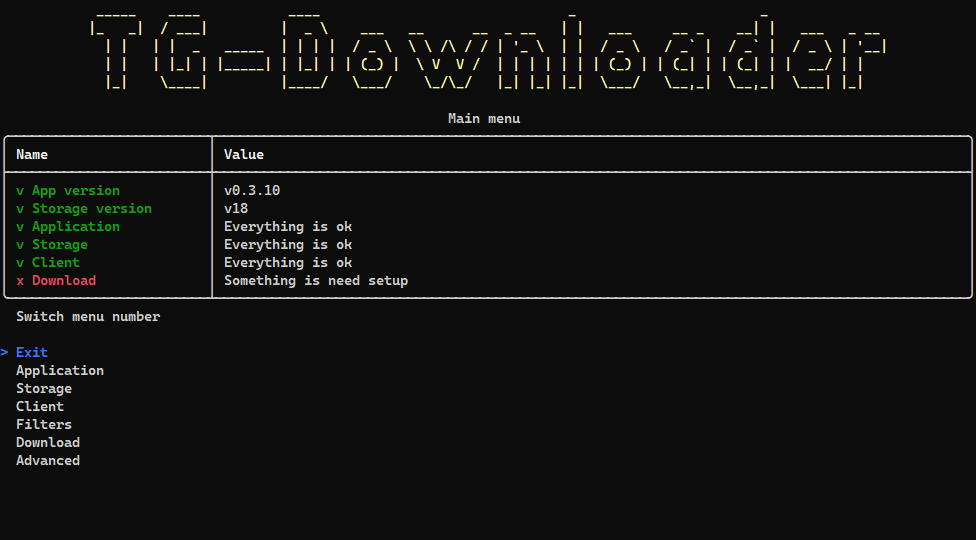 TG-Downloader
Main menu
Name Value
v App version v0.3.10
v Storage version v18
v Application Everything is ok
v Storage Everything is ok
v Client Everything is ok
x Download Something is need setup
Switch menu number
> Exit
Application
Storage
Client
Filters
Download
Advanced